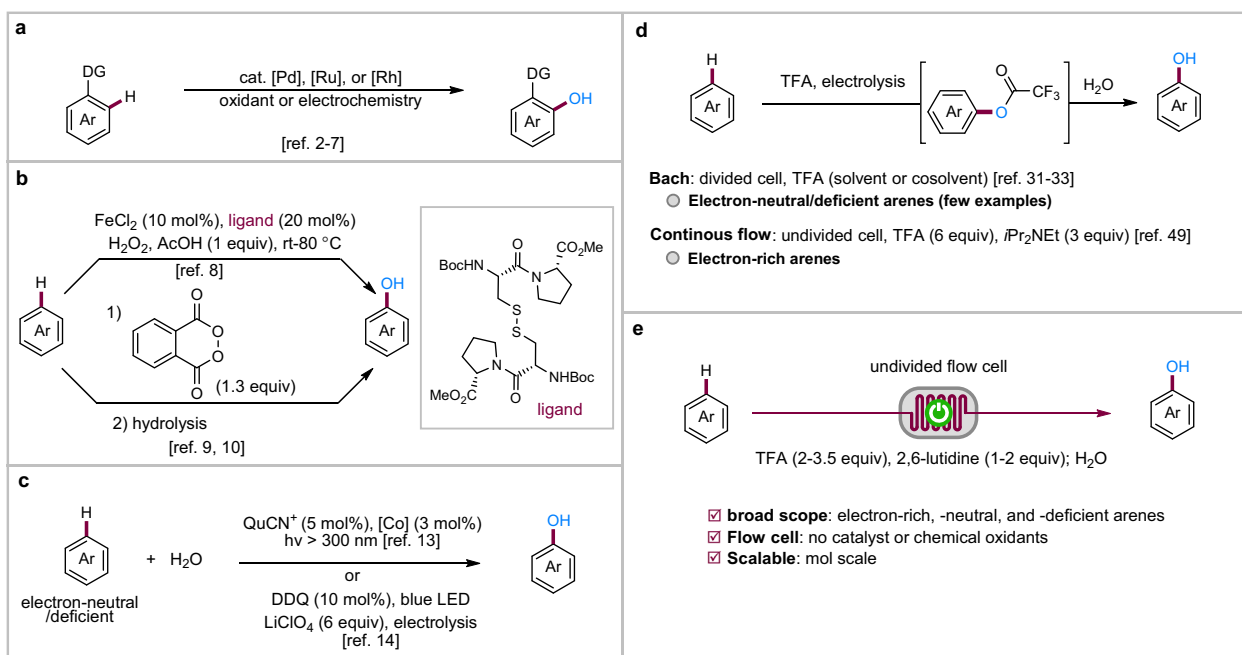 a
DG
H
Ar
cat. [Pd], [Ru], or [Rh]
oxidant or electrochemistry
[ref. 2-7]
DG
OH
Ar
b
FeCl2 (10 mol%), ligand (20 mol%)
H2O2, AcOH (1 equiv), rt-80 °C
[ref. 8]
H
Ar
1)
O
O
O
O
(1.3 equiv)
2) hydrolysis
[ref. 9, 10]
OH
Ar
CO2Me
O
BocHN
N
S
S
N
NHBoc
MeO2C
O
ligand
c
H
Ar
+ H2O
electron-neutral
/deficient
QuCN+ (5 mol%), [Co] (3 mol%)
hv > 300 nm [ref. 13]
or
DDQ (10 mol%), blue LED
LiClO4 (6 equiv), electrolysis
[ref. 14]
OH
Ar
d
H
Ar
TFA, electrolysis
O
CF3
Ar
O
H2O
OH
Ar
Bach: divided cell, TFA (solvent or cosolvent) [ref. 31-33]
Electron-neutral/deficient arenes (few examples)
Continous flow: undivided cell, TFA (6 equiv), iPr2NEt (3 equiv) [ref. 49]
Electron-rich arenes
e
undivided flow cell
H
Ar
OH
Ar
TFA (2-3.5 equiv), 2,6-lutidine (1-2 equiv); H2O
broad scope: electron-rich, -neutral, and -deficient arenes
Flow cell: no catalyst or chemical oxidants
Scalable: mol scale